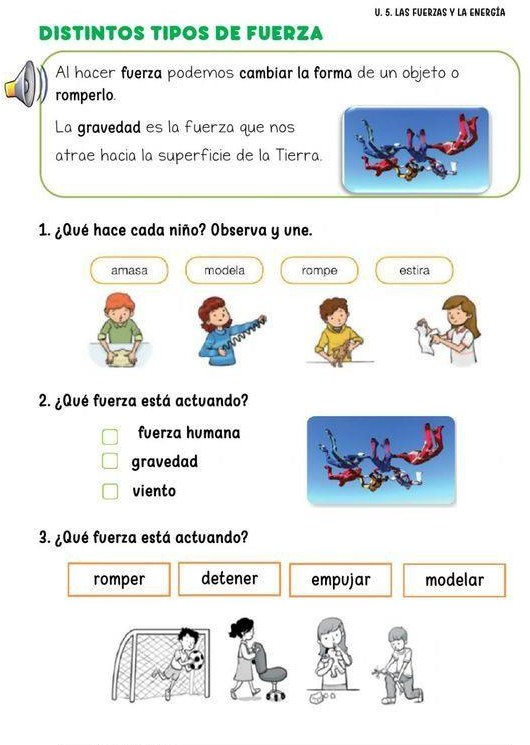 U. 5. LAS FUERZAS Y LA ENERGÍA
DISTINTOS TIPOS DE FUERZA
Al hacer fuerza podemos cambiar la forma de un objeto o
romperlo.
La gravedad es la fuerza que nos
atrae hacia la superficie de la Tierra.
1. ¿Qué hace cada niño? Observa y une.
amasa modela rompe estira
2. ¿Qué fuerza está actuando?
fuerza humana
gravedad
viento
3. ¿Qué fuerza está actuando?
romper detener empujar modelar